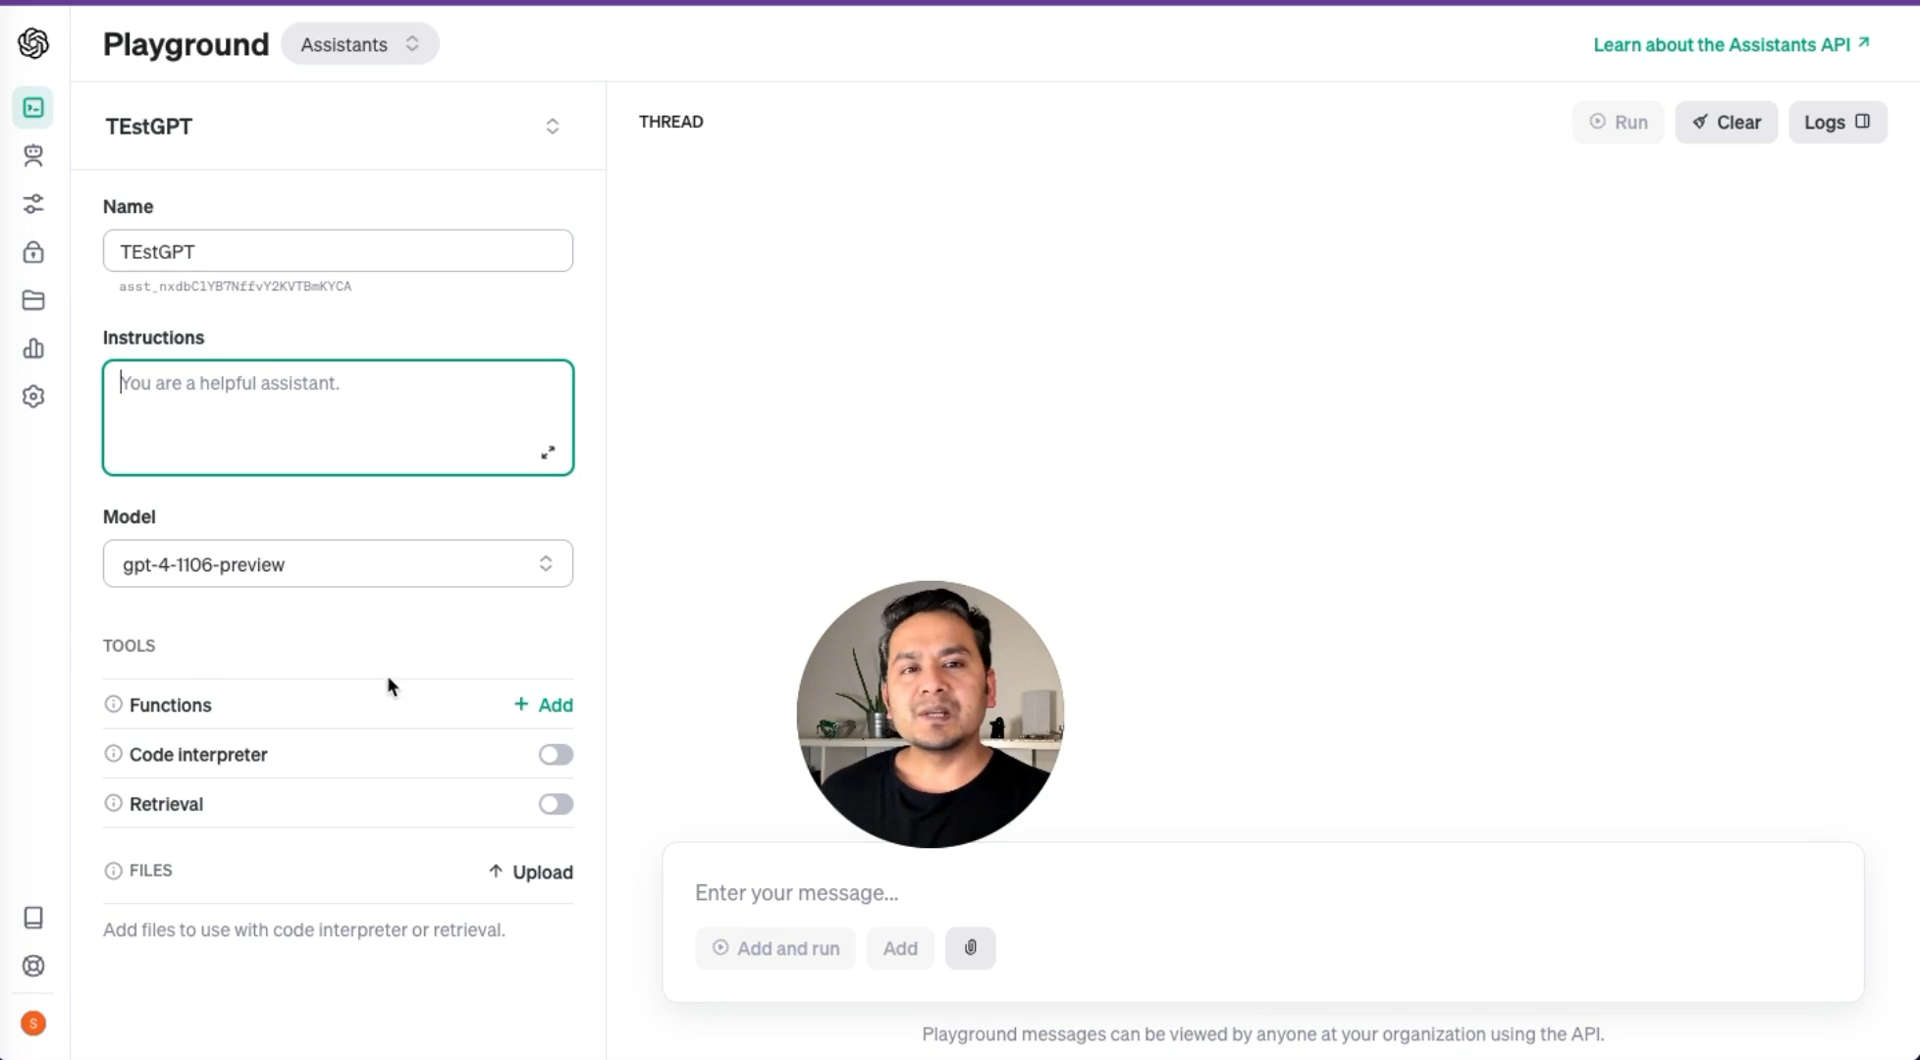 Playground
Assistants
Learn about the Assistants API
TEstGPT
THREAD
Run
Clear
Logs
Name
TEstGPT
asst_nxdbClYB7NffvY2KVTBmKYCA
Instructions
You are a helpful assistant.
Model
gpt-4-1106-preview
TOOLS
Functions
+ Add
Code interpreter
Retrieval
FILES
Upload
Add files to use with code interpreter or retrieval.
Enter your message...
Add and run
Add
Playground messages can be viewed by anyone at your organization using the API.
S